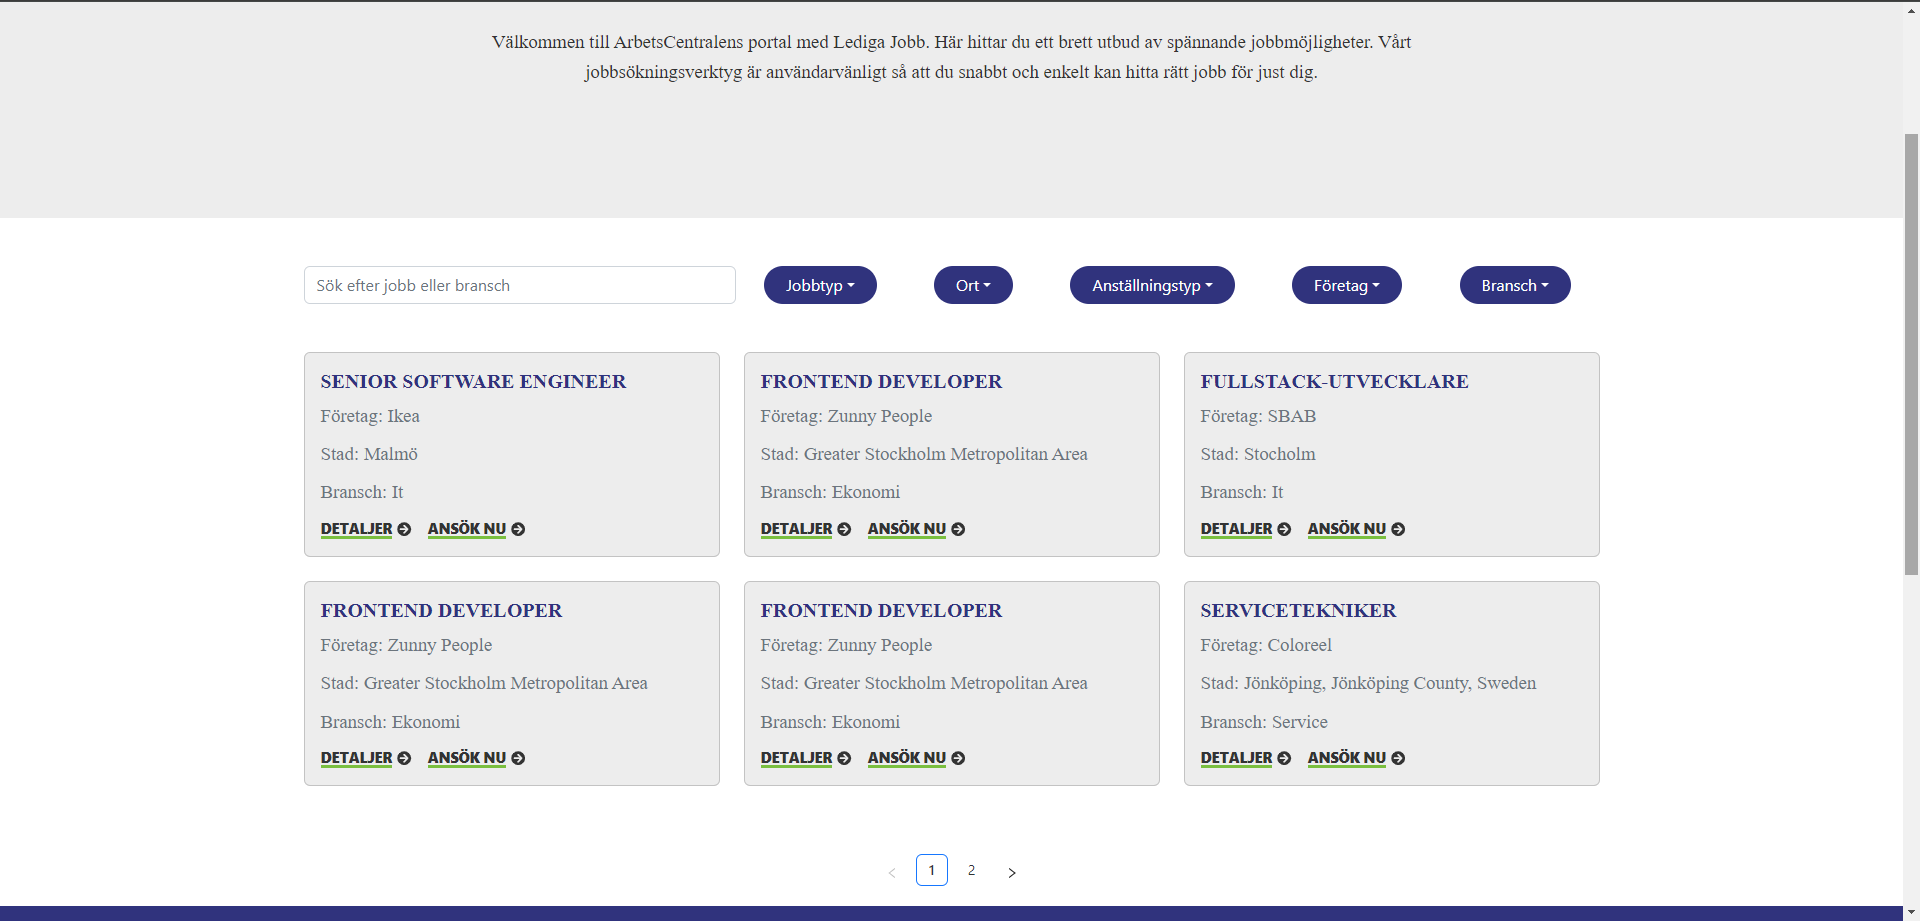 Välkommen till ArbetsCentralens portal med Lediga Jobb. Här hittar du ett brett utbud av spännande jobbmöjligheter. Vårt
jobbsökningsverktyg är användarvänligt så att du snabbt och enkelt kan hitta rätt jobb för just dig.
Sök efter jobb eller bransch
Jobbtyp
Ort
Anställningstyp
Företag
Bransch
SENIOR SOFTWARE ENGINEER
Företag: Ikea
Stad: Malmö
Bransch: It
DETALJER ANSÖK NU
FRONTEND DEVELOPER
Företag: Zunny People
Stad: Greater Stockholm Metropolitan Area
Bransch: Ekonomi
DETALJER ANSÖK NU
FULLSTACK-UTVECKLARE
Företag: SBAB
Stad: Stocholm
Bransch: It
DETALJER ANSÖK NU
FRONTEND DEVELOPER
Företag: Zunny People
Stad: Greater Stockholm Metropolitan Area
Bransch: Ekonomi
DETALJER ANSÖK NU
FRONTEND DEVELOPER
Företag: Zunny People
Stad: Greater Stockholm Metropolitan Area
Bransch: Ekonomi
DETALJER ANSÖK NU
SERVICETEKNIKER
Företag: Coloreel
Stad: Jönköping, Jönköping County, Sweden
Bransch: Service
DETALJER ANSÖK NU
< 1 2 >